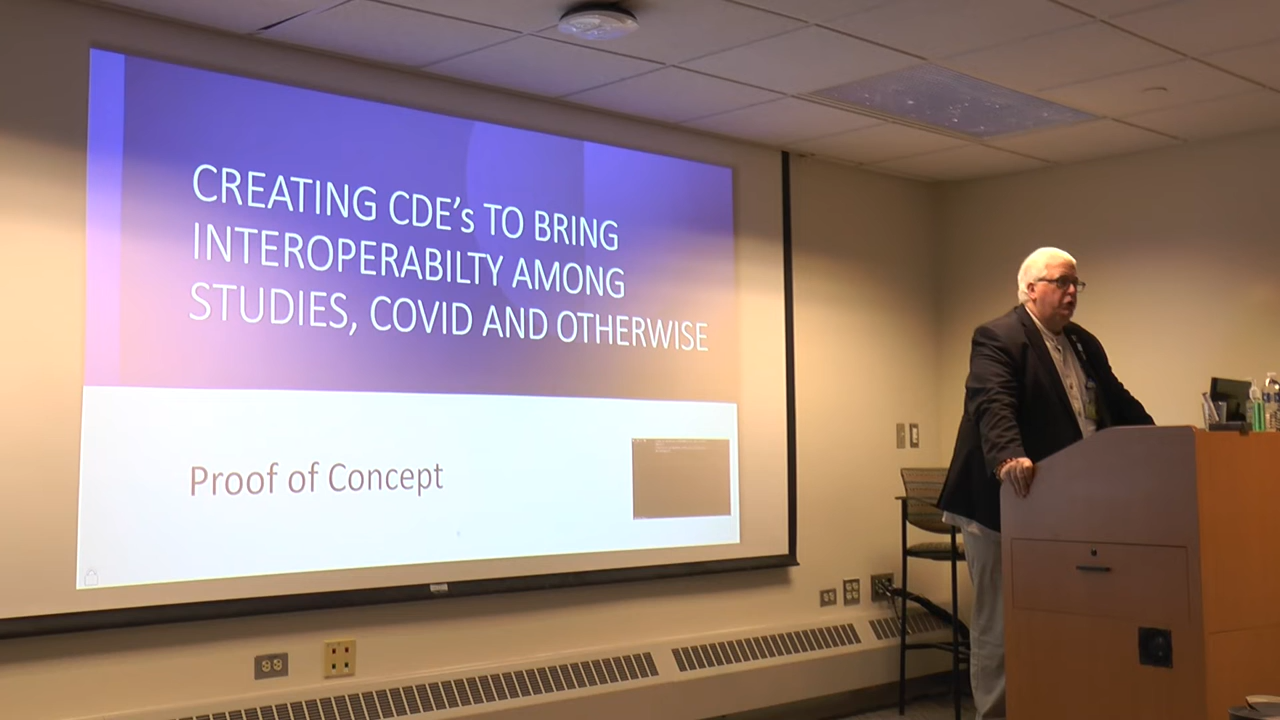 CREATING CDE's TO BRING
INTEROPERABILTY AMONG
STUDIES, COVID AND OTHERWISE
Proof of Concept